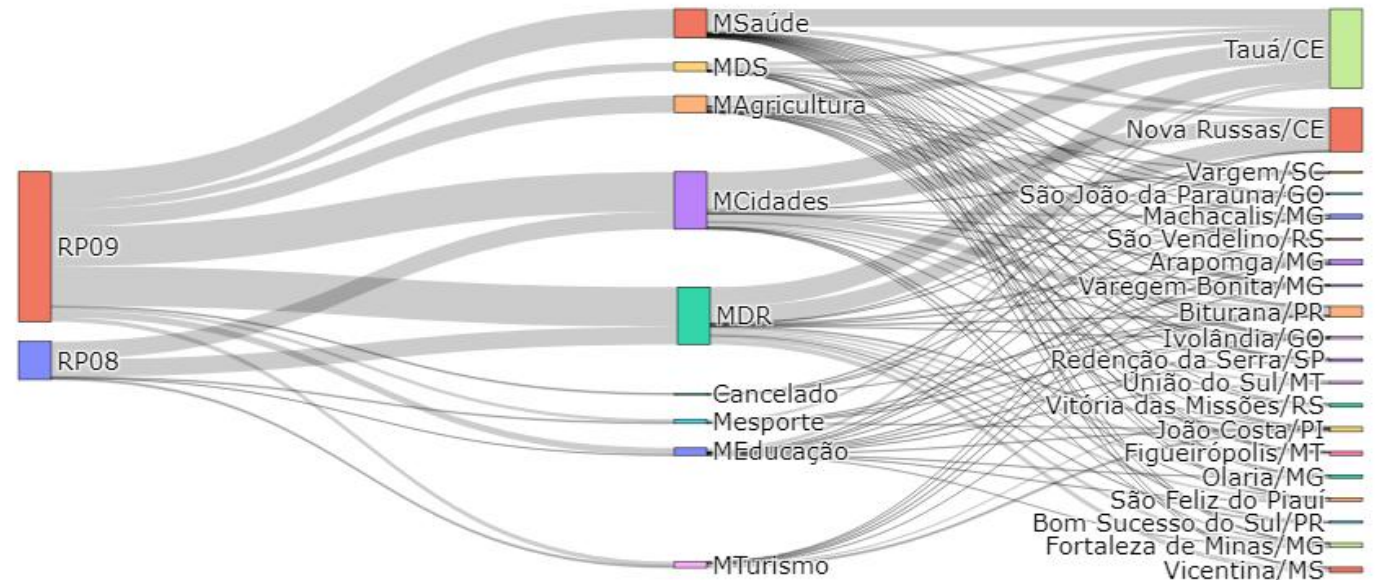 RP09
RP08
MSaúde
MDS
MAgricultura
MCidades
MDR
Cancelado
Mesporte
MEducação
MTurismo
Tauá/CE
Nova Russas/CE
Vargem/SC
São João da Parauna/GO
Machacalis/MG
São Vendelino/RS
Arapomga/MG
Varegem Bonita/MG
Biturana/PR
Ivolândia/GO
Redenção da Serra/SP
União do Sul/MT
Vitória das Missões/RS
João Costa/PI
Figueirópolis/MT
Olaria/MG
São Feliz do Piauí
Bom Sucesso do Sul/PR
Fortaleza de Minas/MG
Vicentina/MS